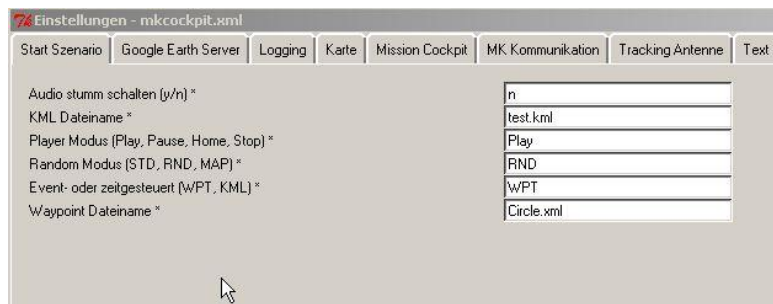 Einstellungen - mkcockpit.xml
Start Szenario Google Earth Server Logging Karte Mission Cockpit MK Kommunikation Tracking Antenne Text
Audio stumm schalten (y/n) * n
KML Dateiname * test.kml
Player Modus (Play, Pause, Home, Stop) * Play
Random Modus (STD, RND, MAP) * RND
Event- oder zeitgesteuert (WPT, KML) * WPT
Waypoint Dateiname * Circle.xml